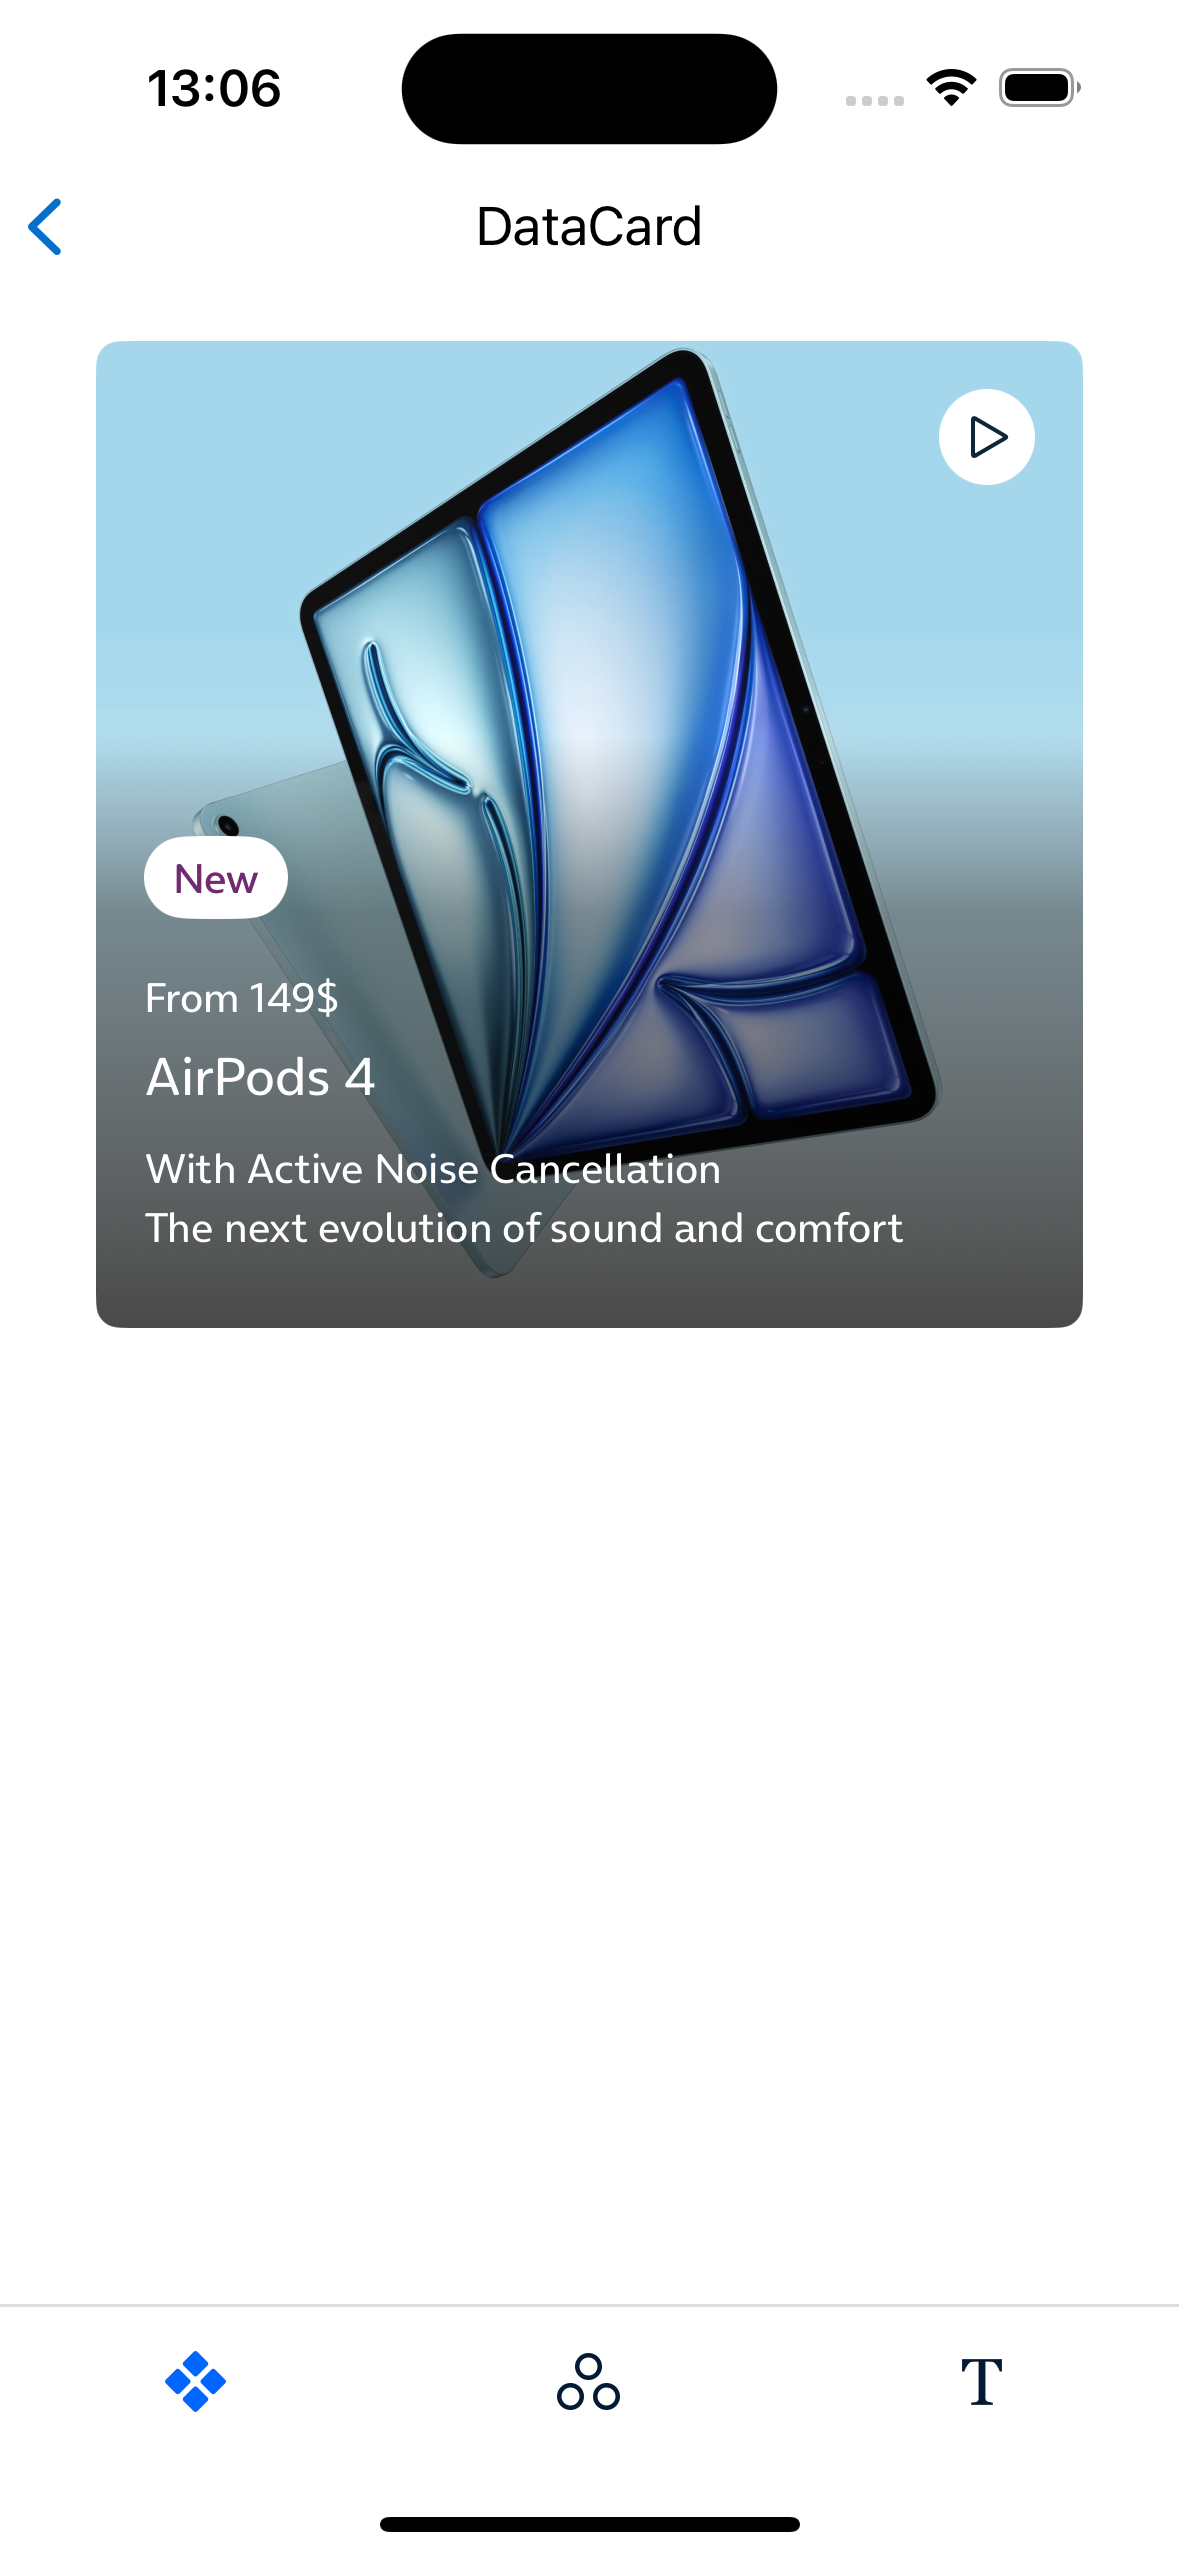 13:06
DataCard
New
From 149$
AirPods 4
With Active Noise Cancellation
The next evolution of sound and comfort
T